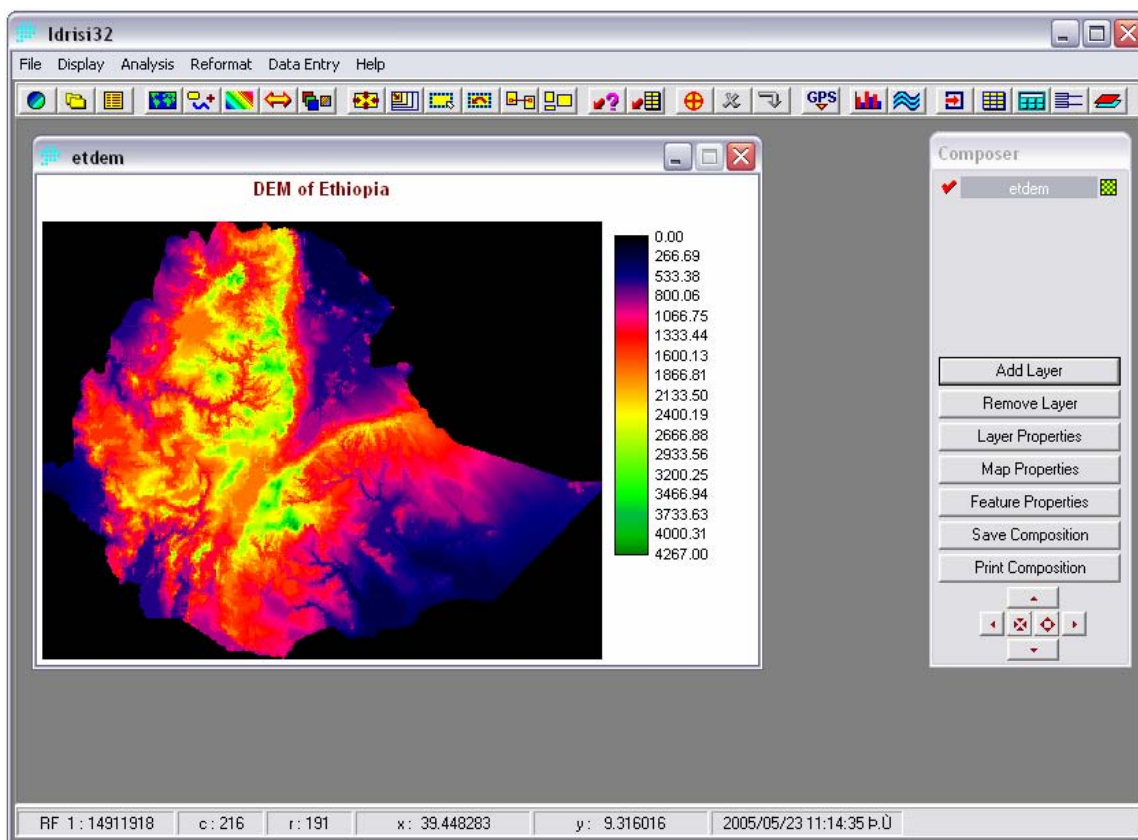 Idrisi32
File Display Analysis Reformat Data Entry Help
GPS
etdem
DEM of Ethiopia
0.00
266.69
533.38
800.06
1066.75
1333.44
1600.13
1866.81
2133.50
2400.19
2666.88
2933.56
3200.25
3466.94
3733.63
4000.31
4267.00
Composer
etdem
Add Layer
Remove Layer
Layer Properties
Map Properties
Feature Properties
Save Composition
Print Composition
RF 1 : 14911918 c : 216 r : 191 x : 39.448283 y : 9.316016 2005/05/23 11:14:35 Þ.Ù